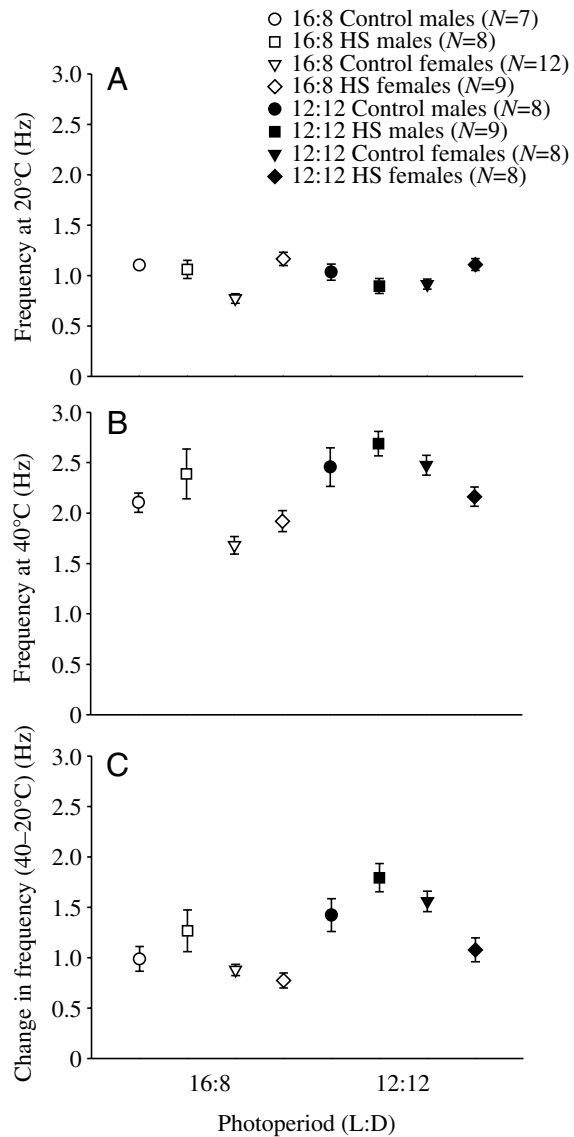 16:8 Control males (N=7)
16:8 HS males (N=8)
16:8 Control females (N=12)
16:8 HS females (N=9)
12:12 Control males (N=8)
12:12 HS males (N=9)
12:12 Control females (N=8)
12:12 HS females (N=8)
A
Frequency at 20°C (Hz)
3.0
2.5
2.0
1.5
1.0
0.5
0
B
Frequency at 40°C (Hz)
3.0
2.5
2.0
1.5
1.0
0.5
0
C
Change in frequency (40–20°C) (Hz)
3.0
2.5
2.0
1.5
1.0
0.5
0
16:8 12:12
Photoperiod (L:D)